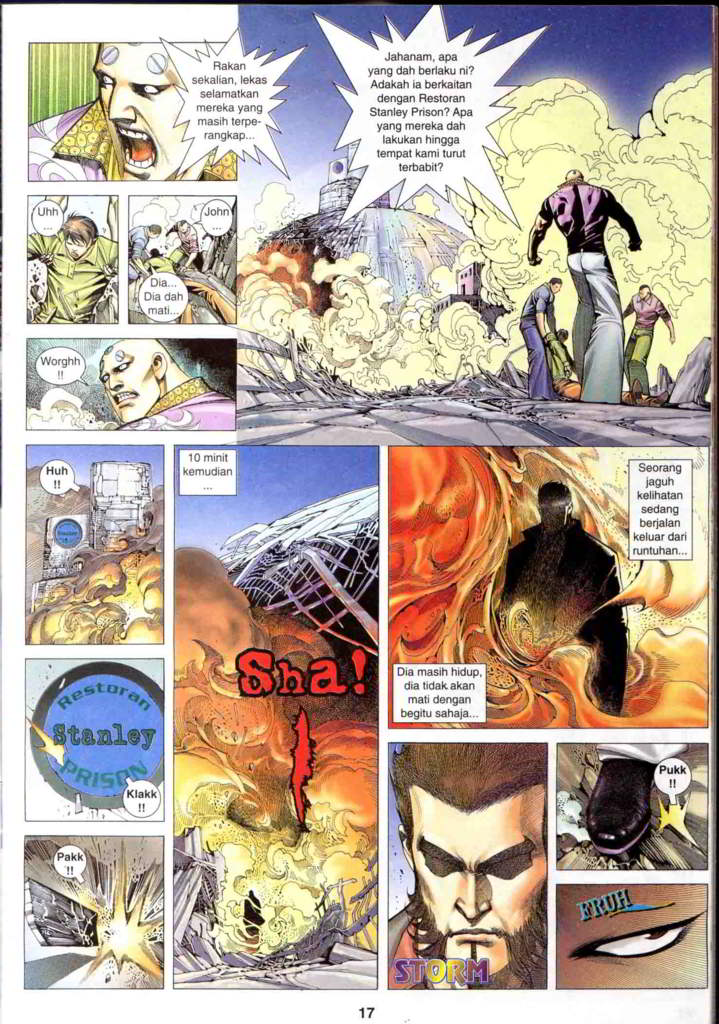 Rakan
sekalian, lekas
selamatkan
mereka yang
masih terpe-
rangkap...
Jahanam, apa
yang dah berlaku ni?
Adakah ia berkaitan
dengan Restoran
Stanley Prison? Apa
yang mereka dah
lakukan hingga
tempat kami turut
terbabit?
Uhh
...
John
...
Dia...
Dia dah
mati...
Worghh
!!
Huh
!!
10 minit
kemudian
...
Seorang
jaguh
kelihatan
sedang
berjalan
keluar dari
runtuhan...
Sha!
Dia masih hidup,
dia tidak akan
mati dengan
begitu sahaja...
Restoran
Stanley
PRISON
Klakk
!!
Pakk
!!
Pukk
!!
FRUH
STORM
17